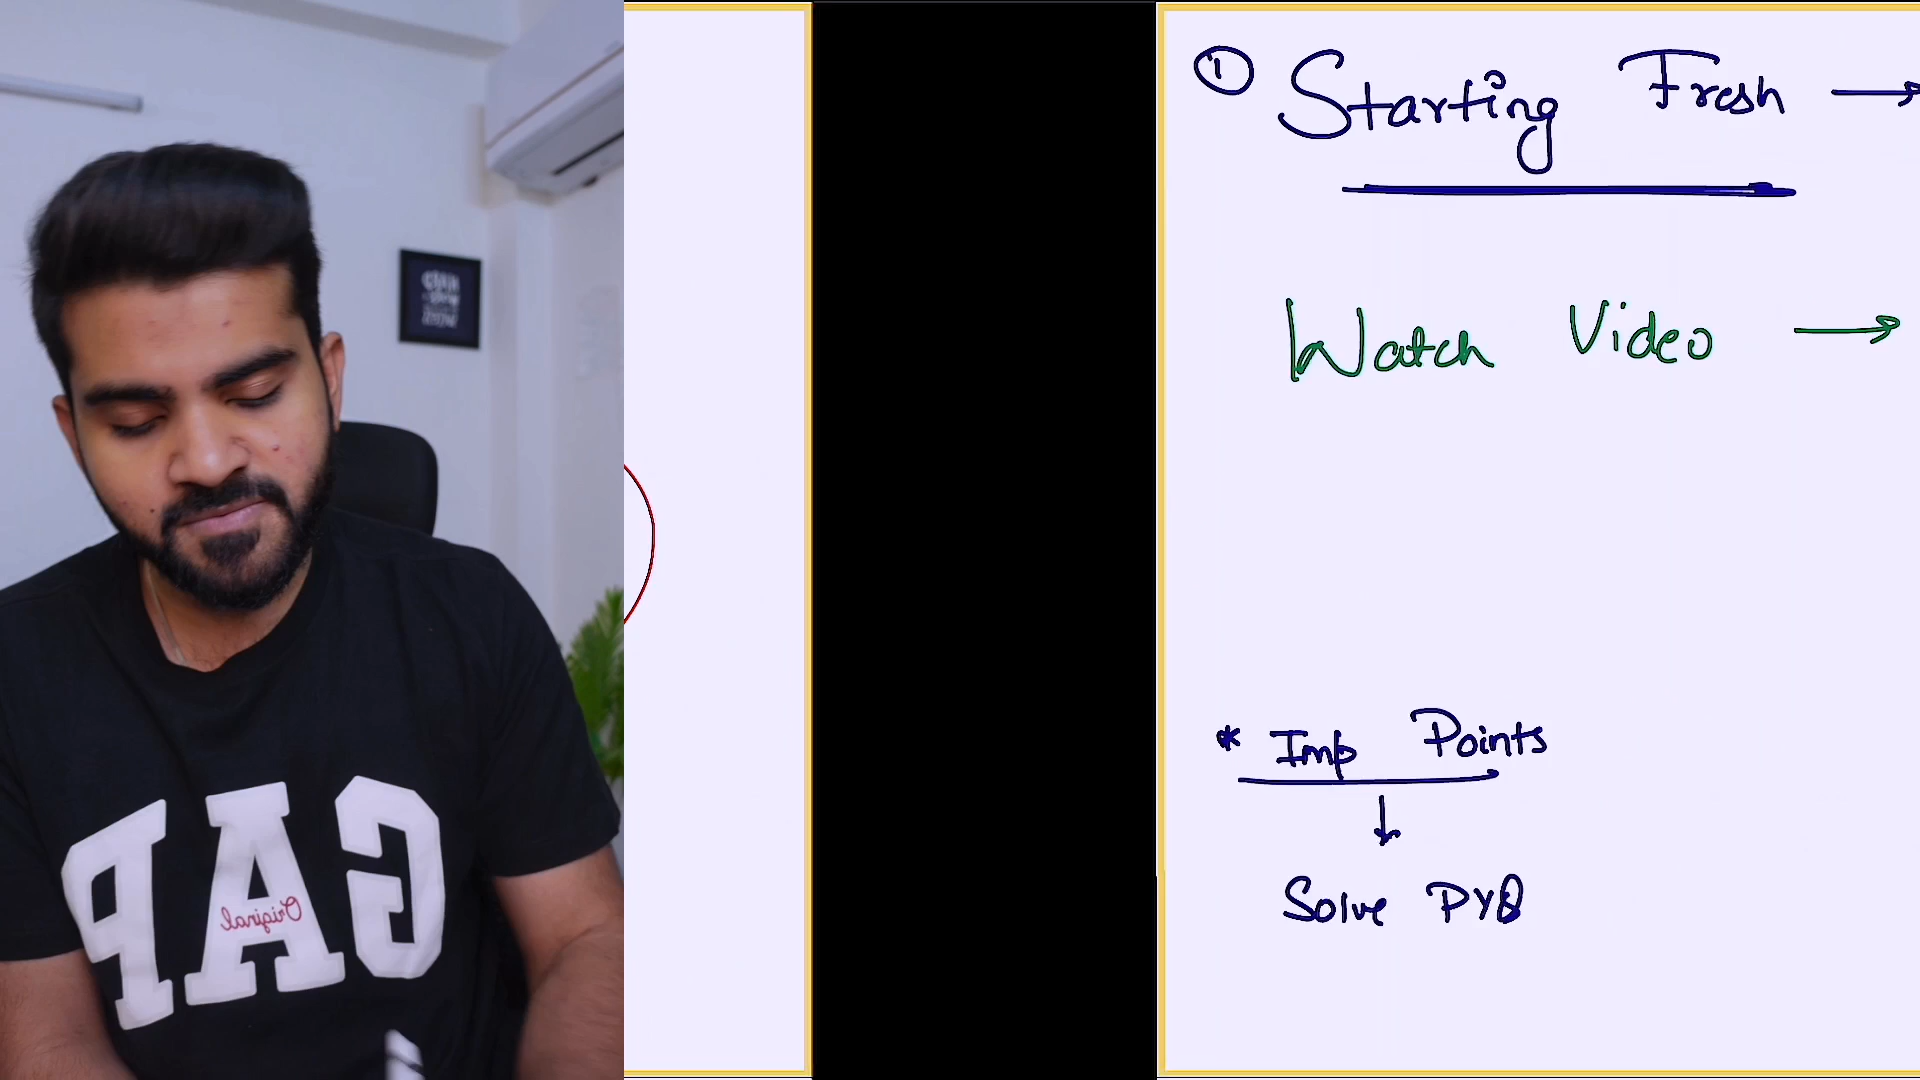 GAP
Original
① Starting Fresh →
Watch Video →
* Imp Points
↓
Solve PYQ